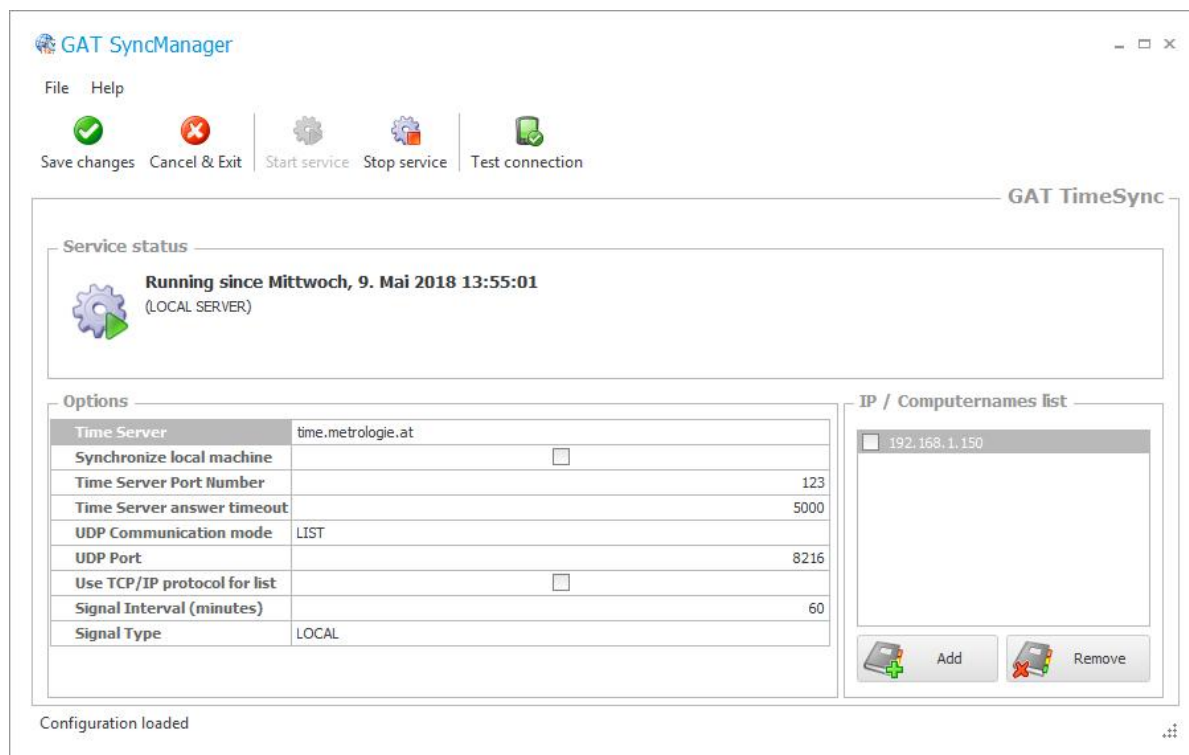 GAT SyncManager
File Help
Save changes Cancel & Exit Start service Stop service Test connection
GAT TimeSync
Service status
Running since Mittwoch, 9. Mai 2018 13:55:01
(LOCAL SERVER)
Options
Time Server time.metrologie.at
Synchronize local machine
Time Server Port Number 123
Time Server answer timeout 5000
UDP Communication mode LIST
UDP Port 8216
Use TCP/IP protocol for list
Signal Interval (minutes) 60
Signal Type LOCAL
IP / Computernames list
192.168.1.150
Add Remove
Configuration loaded